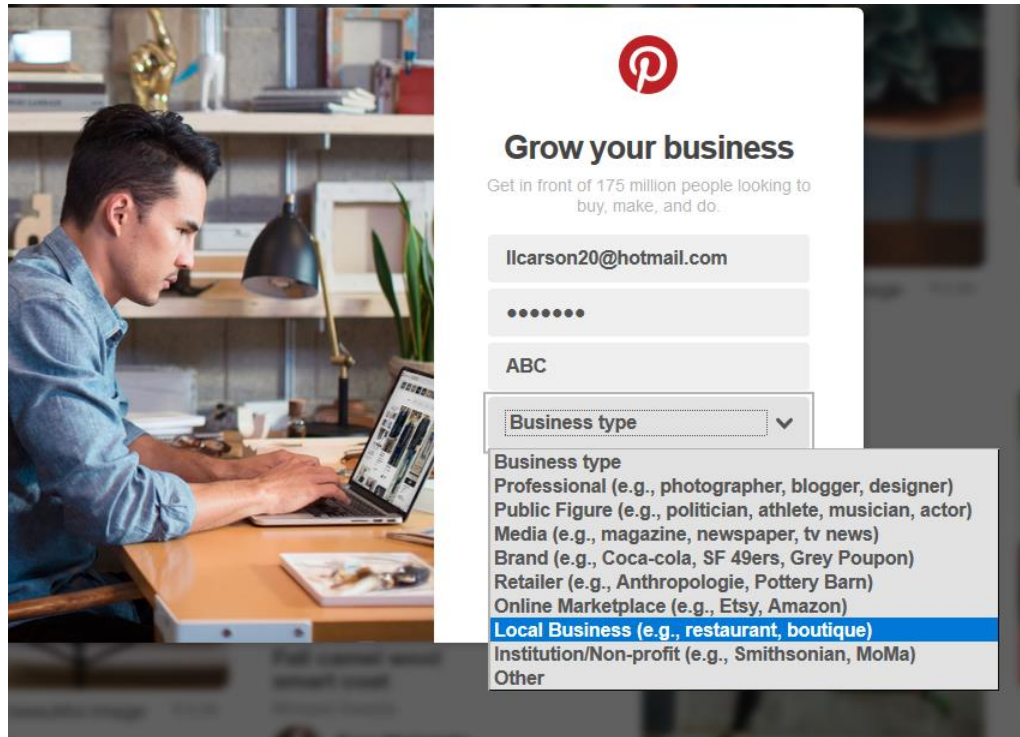 Grow your business
Get in front of 175 million people looking to
buy, make, and do.
llcarson20@hotmail.com
•••••••
ABC
Business type
Business type
Professional (e.g., photographer, blogger, designer)
Public Figure (e.g., politician, athlete, musician, actor)
Media (e.g., magazine, newspaper, tv news)
Brand (e.g., Coca-cola, SF 49ers, Grey Poupon)
Retailer (e.g., Anthropologie, Pottery Barn)
Online Marketplace (e.g., Etsy, Amazon)
Local Business (e.g., restaurant, boutique)
Institution/Non-profit (e.g., Smithsonian, MoMa)
Other